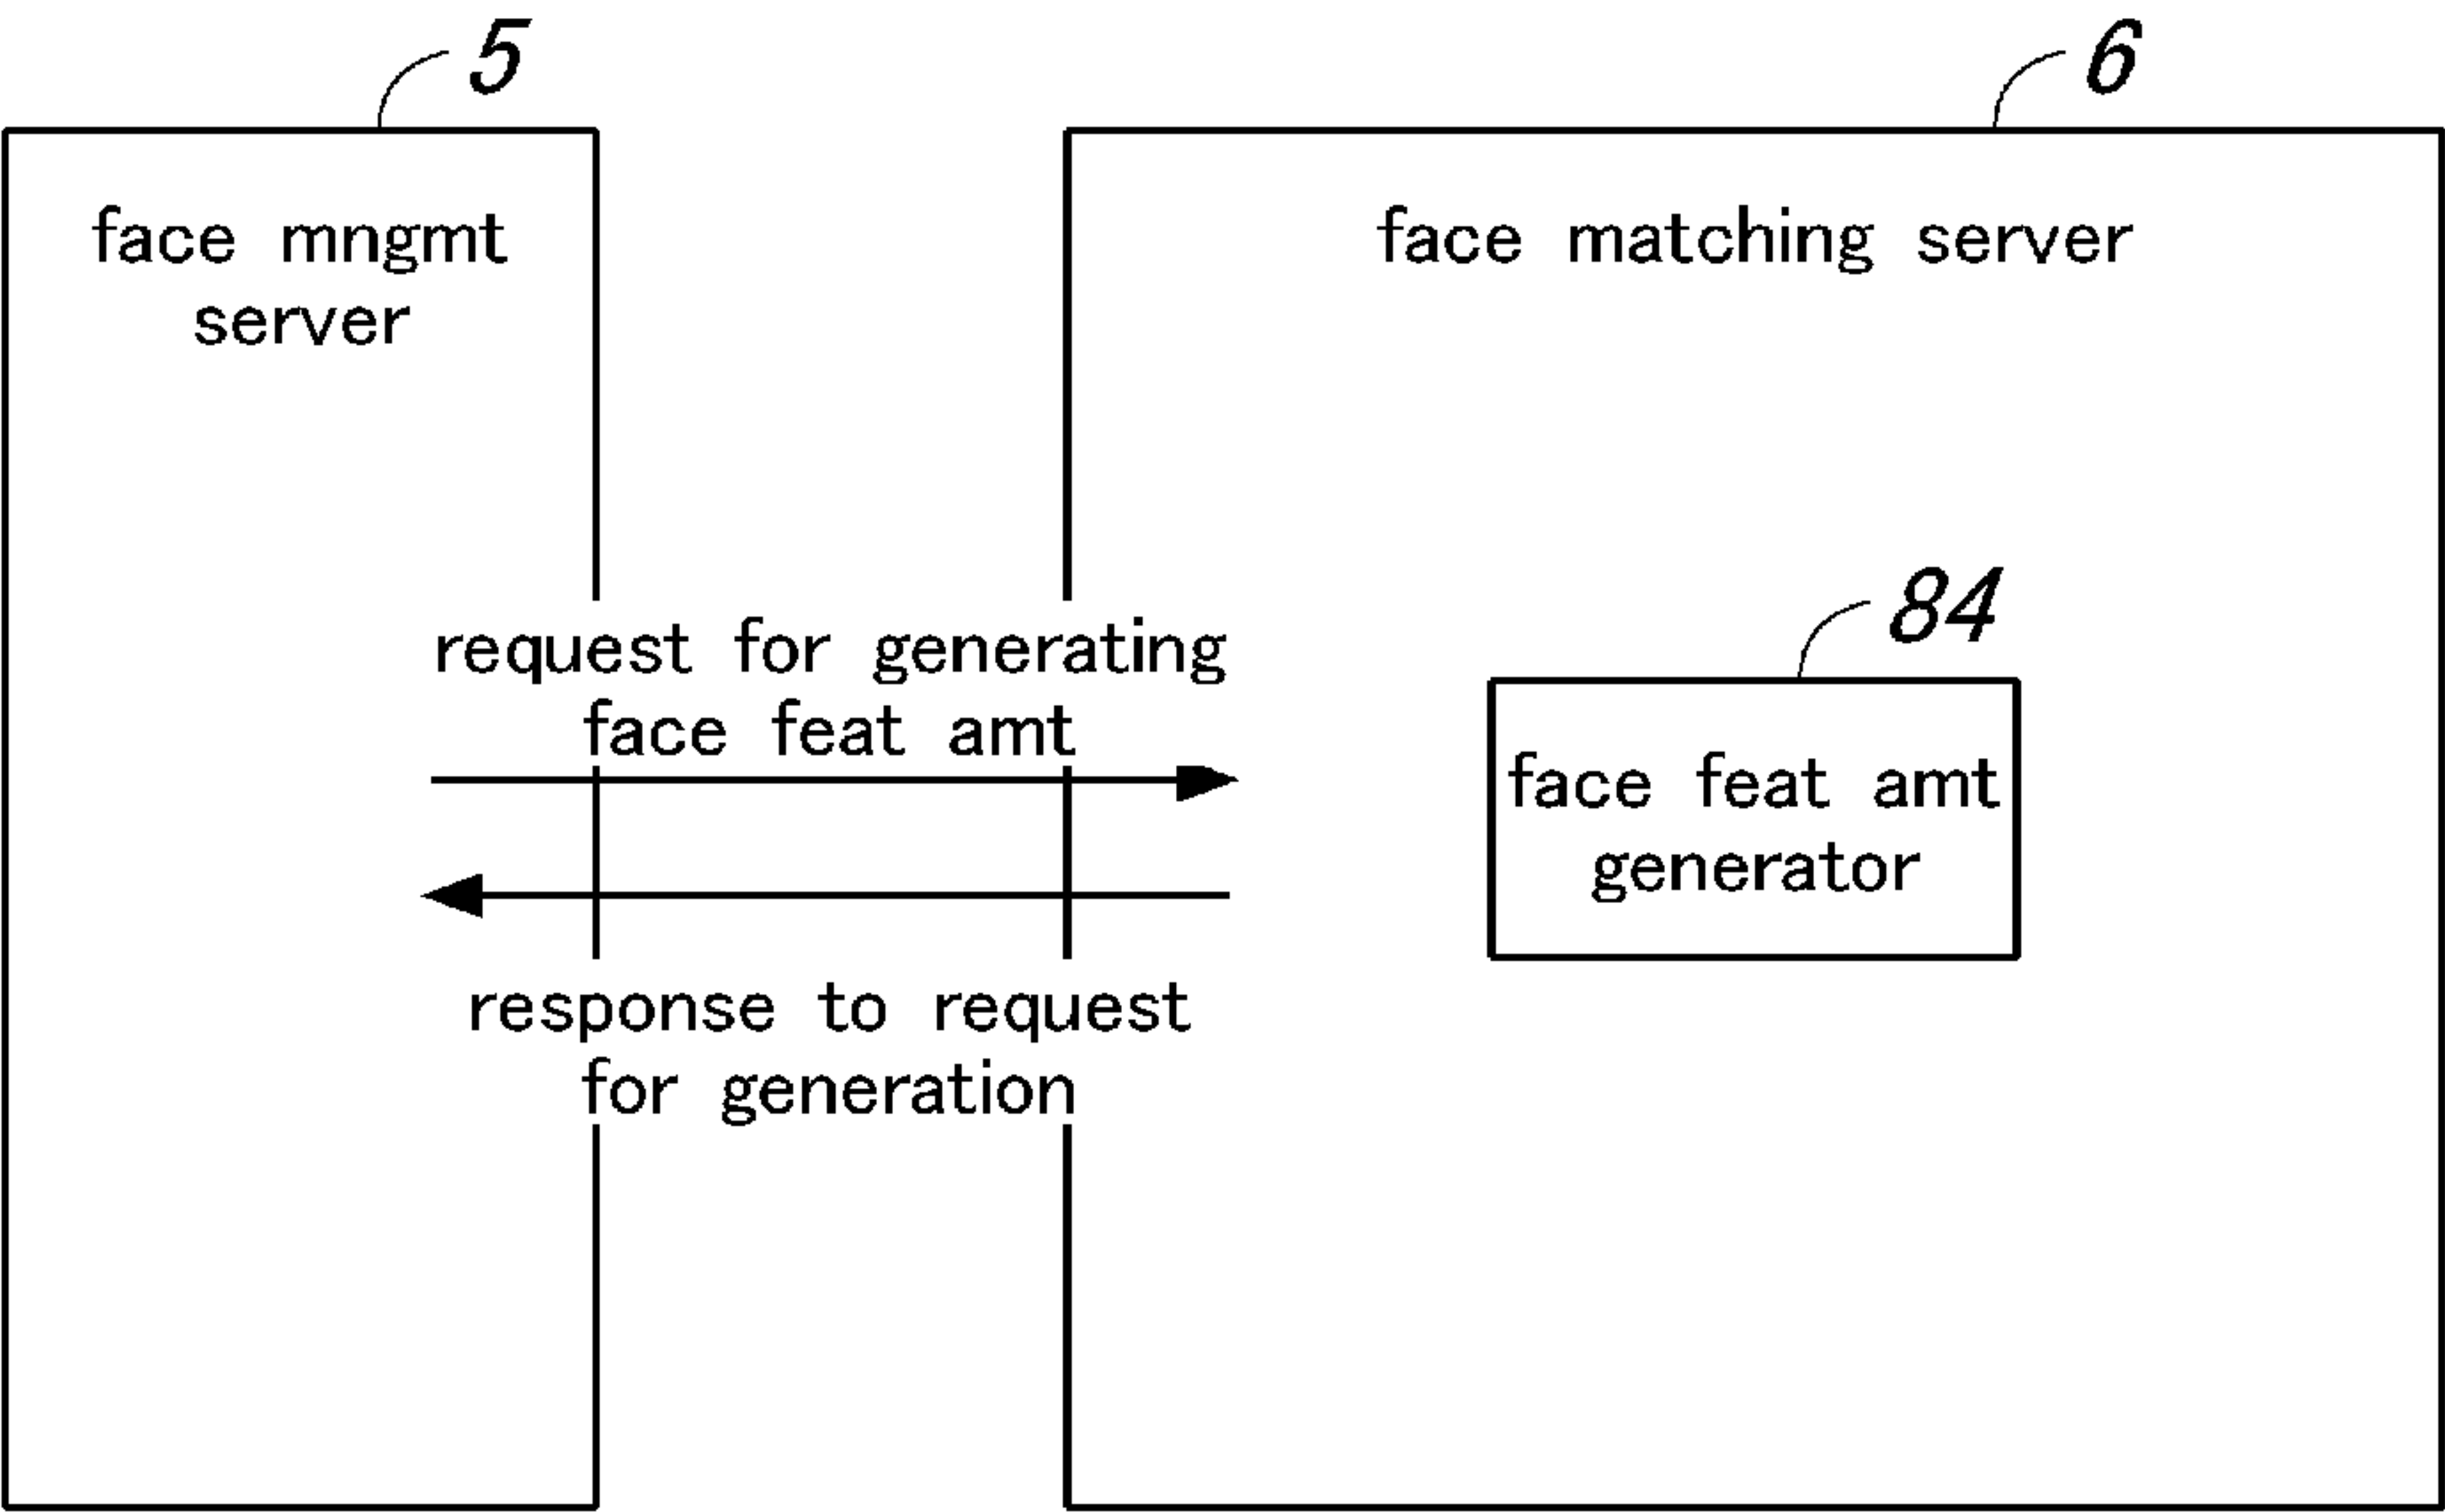 5
6
face mngmt
server
face matching server
request for generating
face feat amt
84
face feat amt
generator
response to request
for generation